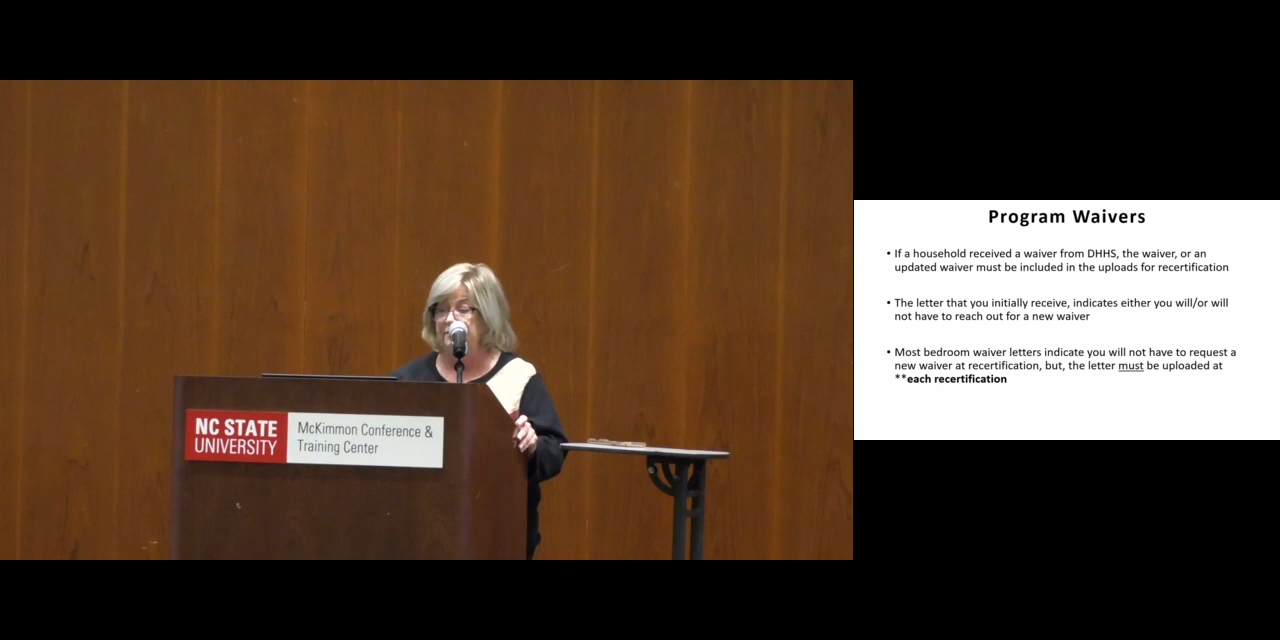 NC STATE
UNIVERSITY
McKimmon Conference &
Training Center
Program Waivers
• If a household received a waiver from DHHS, the waiver, or an
updated waiver must be included in the uploads for recertification
• The letter that you initially receive, indicates either you will/or will
not have to reach out for a new waiver
• Most bedroom waiver letters indicate you will not have to request a
new waiver at recertification, but, the letter must be uploaded at
**each recertification